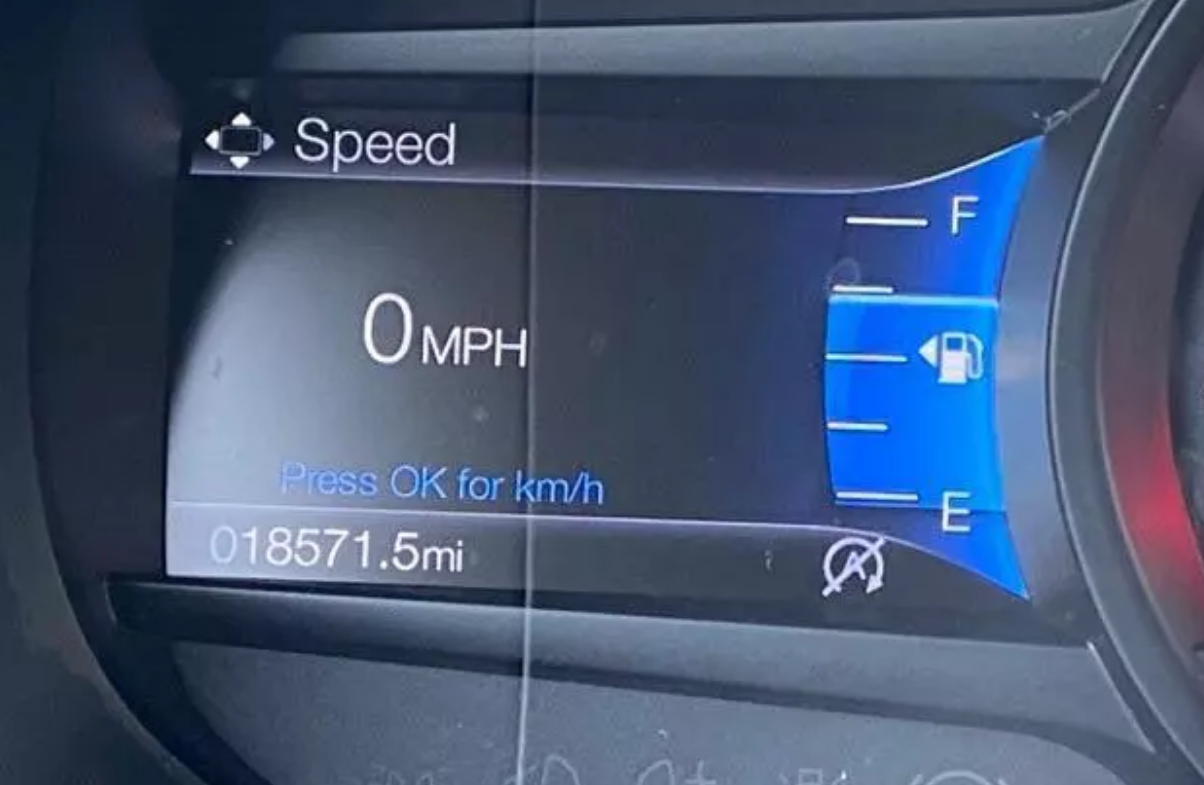 Speed
F
0 MPH
Press OK for km/h
E
018571.5mi
A